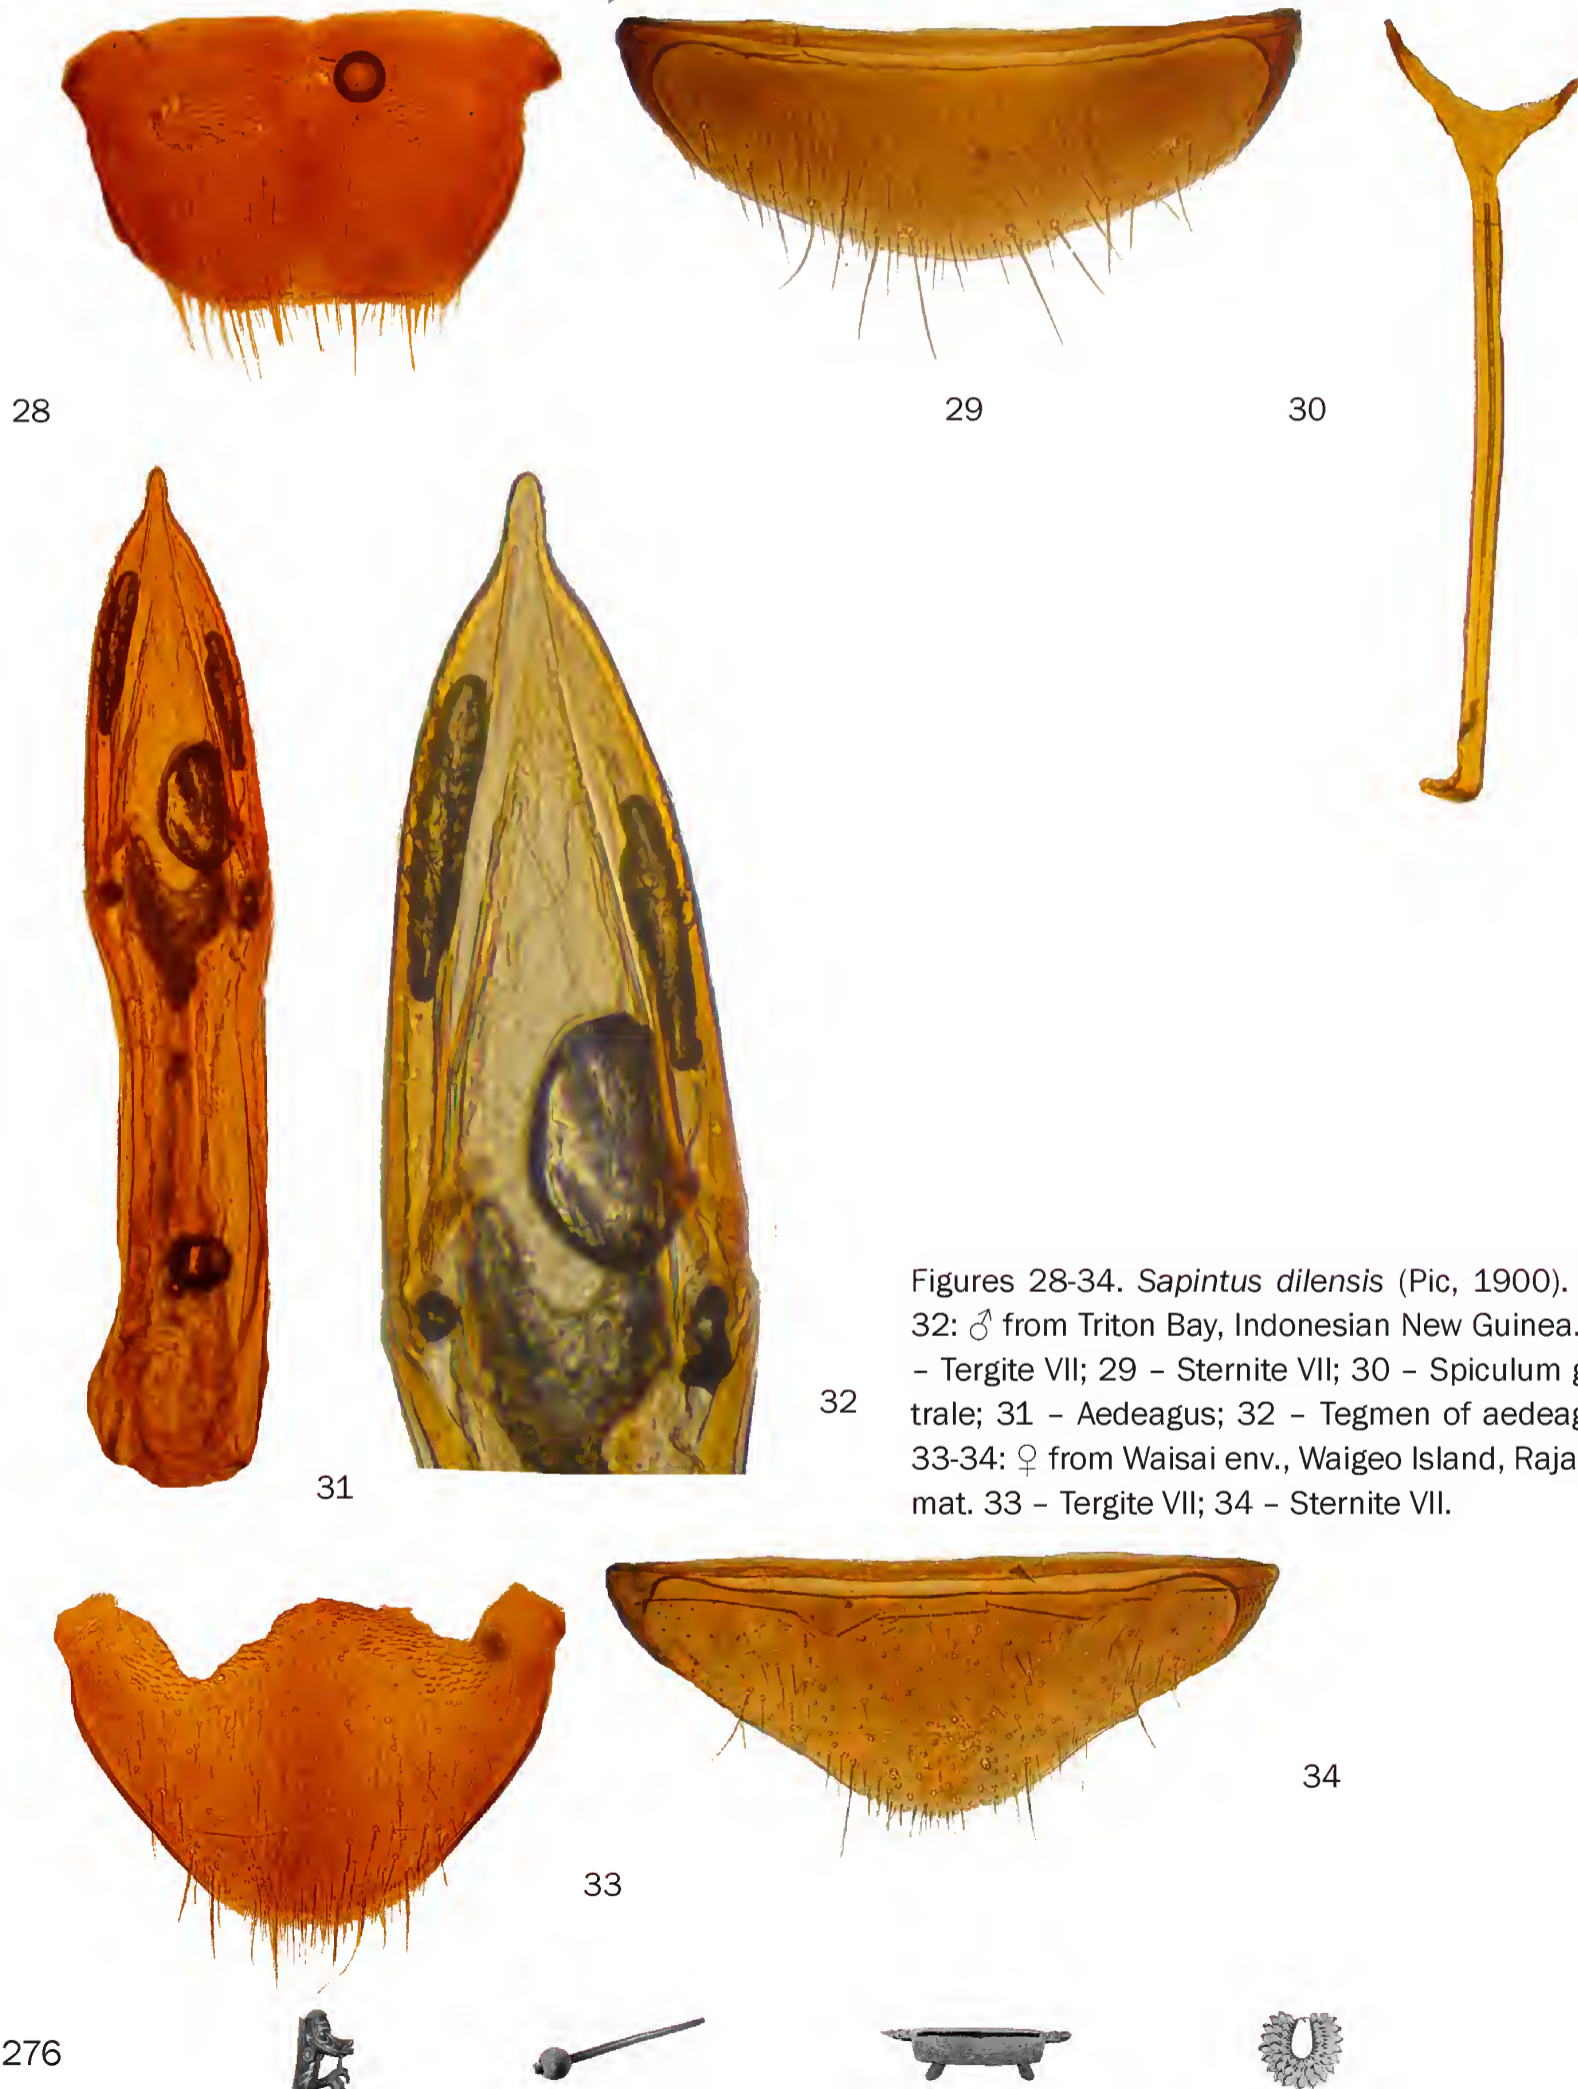 28
29
30
31
32
Figures 28-34. Sapintus dilensis (Pic, 1900).
32: ♂ from Triton Bay, Indonesian New Guinea.
– Tergite VII; 29 – Sternite VII; 30 – Spiculum g
trale; 31 – Aedeagus; 32 – Tegmen of aedeag
33-34: ♀ from Waisai env., Waigeo Island, Raja
mat. 33 – Tergite VII; 34 – Sternite VII.
33
34
276